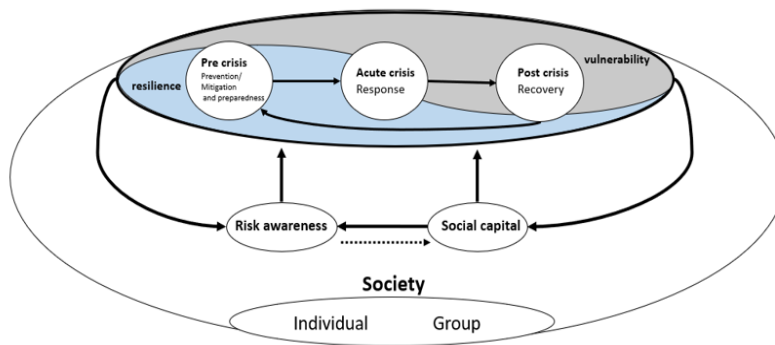 Pre crisis
Prevention/
Mitigation
and preparedness
Acute crisis
Response
Post crisis
Recovery
vulnerability
resilience
Risk awareness
Social capital
Society
Individual
Group